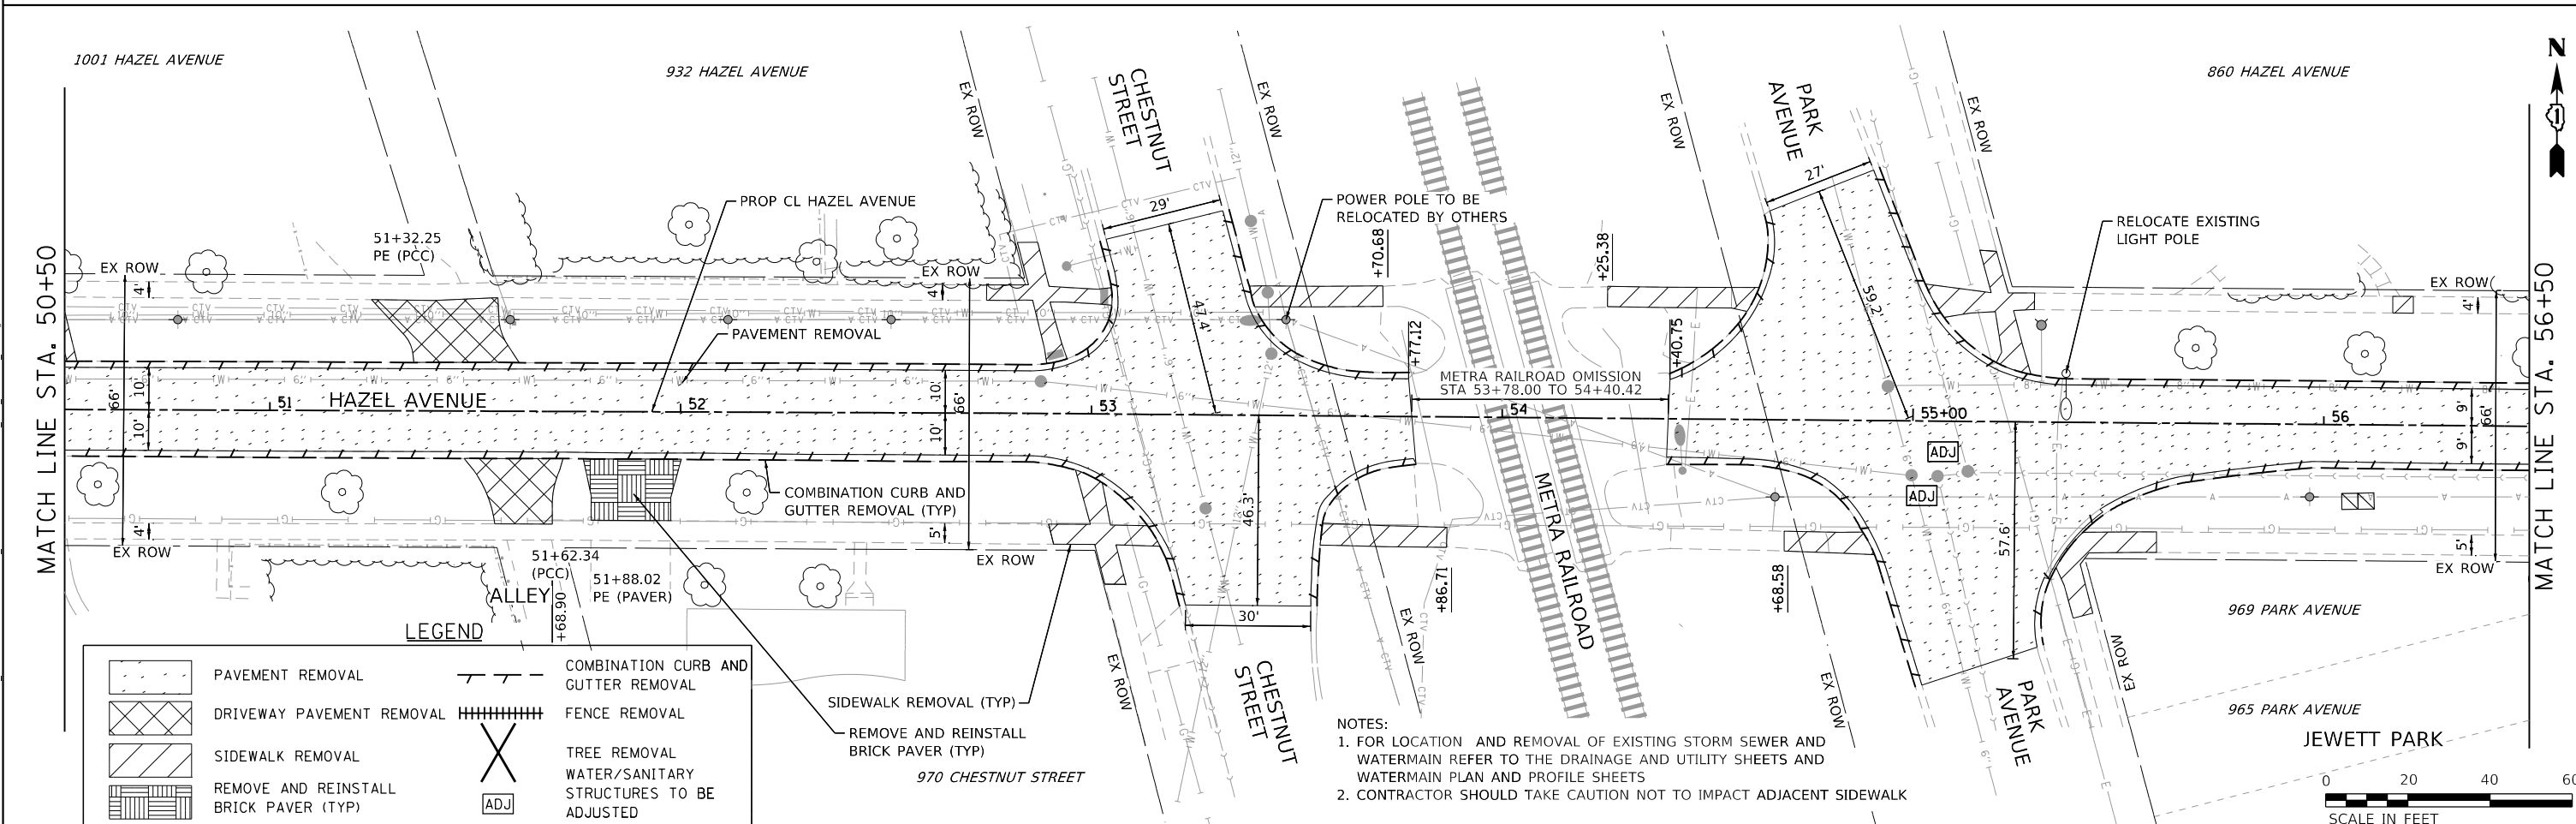 1001 HAZEL AVENUE
932 HAZEL AVENUE
860 HAZEL AVENUE
N
CHESTNUT
STREET
PARK
AVENUE
EX ROW
EX ROW
EX ROW
EX ROW
PROP CL HAZEL AVENUE
POWER POLE TO BE
RELOCATED BY OTHERS
RELOCATE EXISTING
LIGHT POLE
29'
27'
51+32.25
PE (PCC)
+70.68
+25.38
EX ROW
EX ROW
EX ROW
4'
4'
4'
47.4'
59.2'
PAVEMENT REMOVAL
+77.12
+40.75
METRA RAILROAD OMISSION
STA 53+78.00 TO 54+40.42
MATCH LINE STA. 50+50
MATCH LINE STA. 56+50
66'
10'
10'
10'
10'
66'
9'
9'
66'
51
HAZEL AVENUE
52
53
54
55+00
56
ADJ
ADJ
COMBINATION CURB AND
GUTTER REMOVAL (TYP)
46.3'
57.6'
METRA RAILROAD
4'
5'
5'
EX ROW
EX ROW
EX ROW
51+62.34
(PCC)
51+88.02
PE (PAVER)
ALLEY
+68.90
+86.71
+68.58
30'
EX ROW
EX ROW
EX ROW
EX ROW
CHESTNUT
STREET
PARK
AVENUE
969 PARK AVENUE
965 PARK AVENUE
JEWETT PARK
SIDEWALK REMOVAL (TYP)
REMOVE AND REINSTALL
BRICK PAVER (TYP)
970 CHESTNUT STREET
LEGEND
PAVEMENT REMOVAL
DRIVEWAY PAVEMENT REMOVAL
SIDEWALK REMOVAL
REMOVE AND REINSTALL
BRICK PAVER (TYP)
COMBINATION CURB AND
GUTTER REMOVAL
FENCE REMOVAL
TREE REMOVAL
ADJ
WATER/SANITARY
STRUCTURES TO BE
ADJUSTED
NOTES:
1. FOR LOCATION AND REMOVAL OF EXISTING STORM SEWER AND
WATERMAIN REFER TO THE DRAINAGE AND UTILITY SHEETS AND
WATERMAIN PLAN AND PROFILE SHEETS
2. CONTRACTOR SHOULD TAKE CAUTION NOT TO IMPACT ADJACENT SIDEWALK
0 20 40 60
SCALE IN FEET